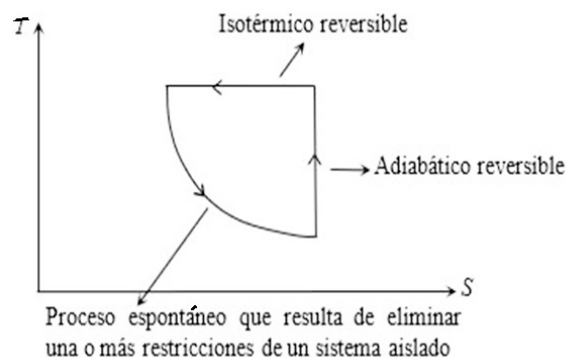 T
Isotérmico reversible
Adiabático reversible
S
Proceso espontáneo que resulta de eliminar
una o más restricciones de un sistema aislado